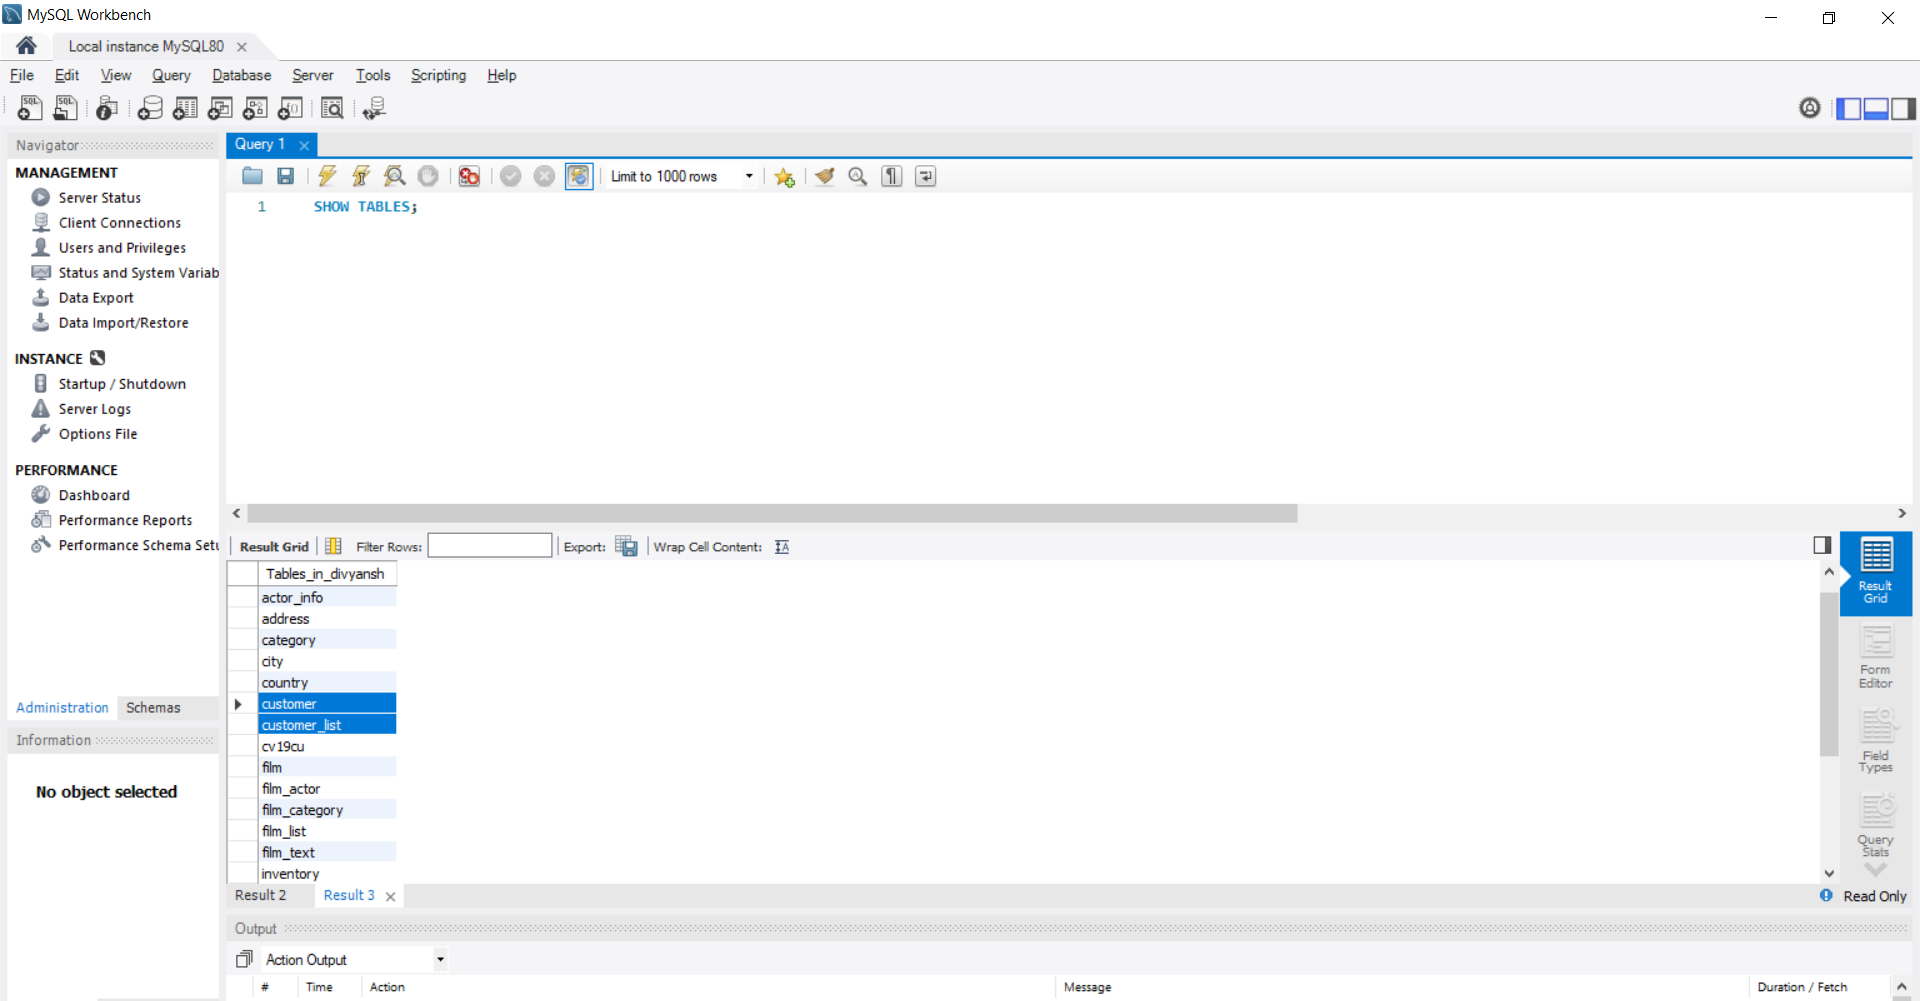 MySQL Workbench
Local instance MySQL80
File Edit View Query Database Server Tools Scripting Help
Navigator
MANAGEMENT
Server Status
Client Connections
Users and Privileges
Status and System Variab
Data Export
Data Import/Restore
INSTANCE
Startup / Shutdown
Server Logs
Options File
PERFORMANCE
Dashboard
Performance Reports
Performance Schema Setu
Administration Schemas
Information
No object selected
Query 1
Limit to 1000 rows
1 SHOW TABLES;
Result Grid Filter Rows: Export: Wrap Cell Content:
Tables_in_divyansh
actor_info
address
category
city
country
customer
customer_list
cv19cu
film
film_actor
film_category
film_list
film_text
inventory
Result
Grid
Form
Editor
Field
Types
Query
Stats
Result 2 Result 3
Read Only
Output
Action Output
# Time Action Message Duration / Fetch